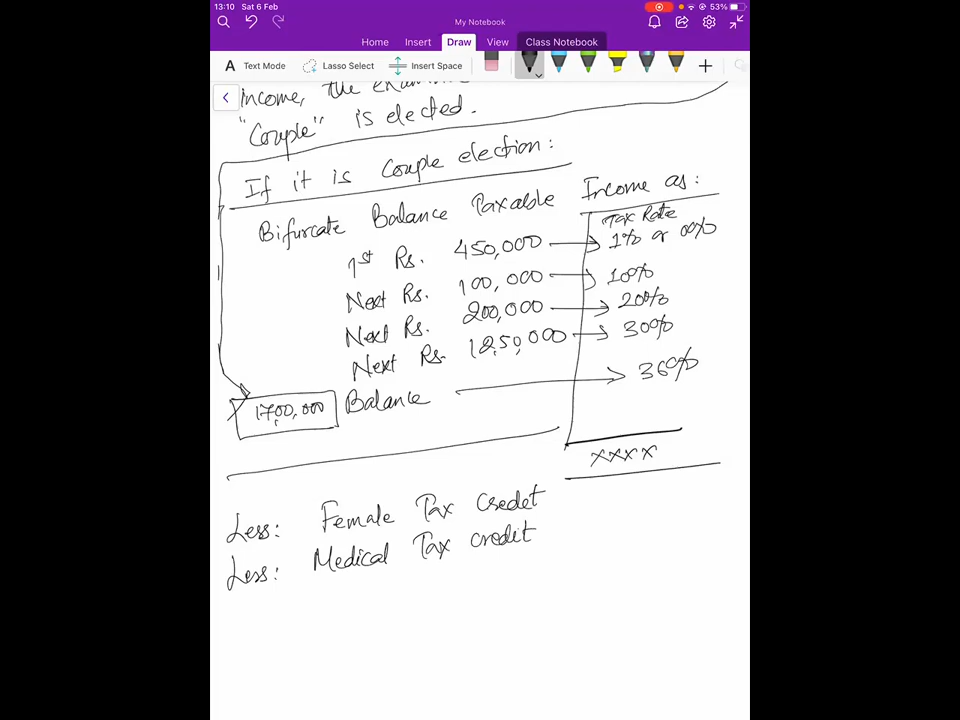 13:10 Sat 6 Feb
53%
My Notebook
Home Insert Draw View Class Notebook
A Text Mode Lasso Select Insert Space
Income, the
"Couple" is elected.
If it is Couple election:
Bifurcate Balance Taxable Income as:
Tax Rate
1st Rs. 450,000 → 1% or 00%
Next Rs. 100,000 → 10%
Next Rs. 200,000 → 20%
Next Rs. 12,50,000 → 30%
1700,000 Balance → 36%
xxxx
Less: Female Tax Credet
Less: Medical Tax credit